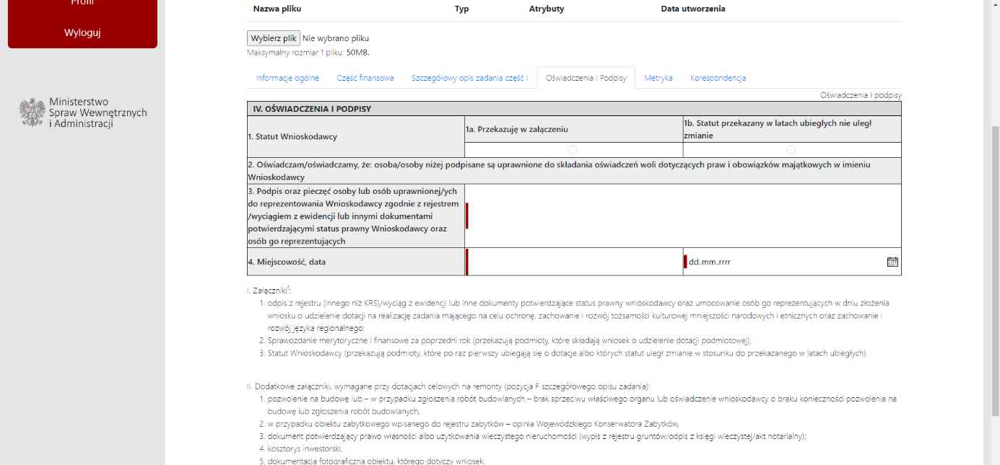 Profil
Wyloguj
Ministerstwo
Spraw Wewnętrznych
i Administracji
Nazwa pliku Typ Atrybuty Data utworzenia
Wybierz plik Nie wybrano pliku
Maksymalny rozmiar 1 pliku: 50MB.
Informacje ogólne Część finansowa Szczegółowy opis zadania część I Oświadczenia i Podpisy Metryka Korespondencja
Oświadczenia i podpisy
IV. OŚWIADCZENIA I PODPISY
1. Statut Wnioskodawcy
1a. Przekazuję w załączeniu
1b. Statut przekazany w latach ubiegłych nie uległ
zmianie
2. Oświadczam/oświadczamy, że: osoba/osoby niżej podpisane są uprawnione do składania oświadczeń woli dotyczących praw i obowiązków majątkowych w imieniu
Wnioskodawcy
3. Podpis oraz pieczęć osoby lub osób uprawnionej/ych
do reprezentowania Wnioskodawcy zgodnie z rejestrem
/wyciągiem z ewidencji lub innymi dokumentami
potwierdzającymi status prawny Wnioskodawcy oraz
osób go reprezentujących
4. Miejscowość, data
dd.mm.rrrr
I. Załączniki¹:
1. odpis z rejestru (innego niż KRS)/wyciąg z ewidencji lub inne dokumenty potwierdzające status prawny wnioskodawcy oraz umocowanie osób go reprezentujących w dniu złożenia
wniosku o udzielenie dotacji na realizację zadania mającego na celu ochronę, zachowanie i rozwój tożsamości kulturowej mniejszości narodowych i etnicznych oraz zachowanie i
rozwój języka regionalnego;
2. Sprawozdanie merytoryczne i finansowe za poprzedni rok (przekazują podmioty, które składają wniosek o udzielenie dotacji podmiotowej);
3. Statut Wnioskodawcy (przekazują podmioty, które po raz pierwszy ubiegają się o dotacje albo których statut uległ zmianie w stosunku do przekazanego w latach ubiegłych).
II. Dodatkowe załączniki, wymagane przy dotacjach celowych na remonty (pozycja F szczegółowego opisu zadania):
1. pozwolenie na budowę lub – w przypadku zgłoszenia robót budowlanych – brak sprzeciwu właściwego organu lub oświadczenie wnioskodawcy o braku konieczności pozwolenia na
budowę lub zgłoszenia robót budowlanych,
2. w przypadku obiektu zabytkowego wpisanego do rejestru zabytków – opinia Wojewódzkiego Konserwatora Zabytków,
3. dokument potwierdzający prawo własności albo użytkowania wieczystego nieruchomości (wypis z rejestru gruntów/odpis z księgi wieczystej/akt notarialny);
4. kosztorys inwestorski;
5. dokumentacja fotograficzna obiektu, którego dotyczy wniosek.